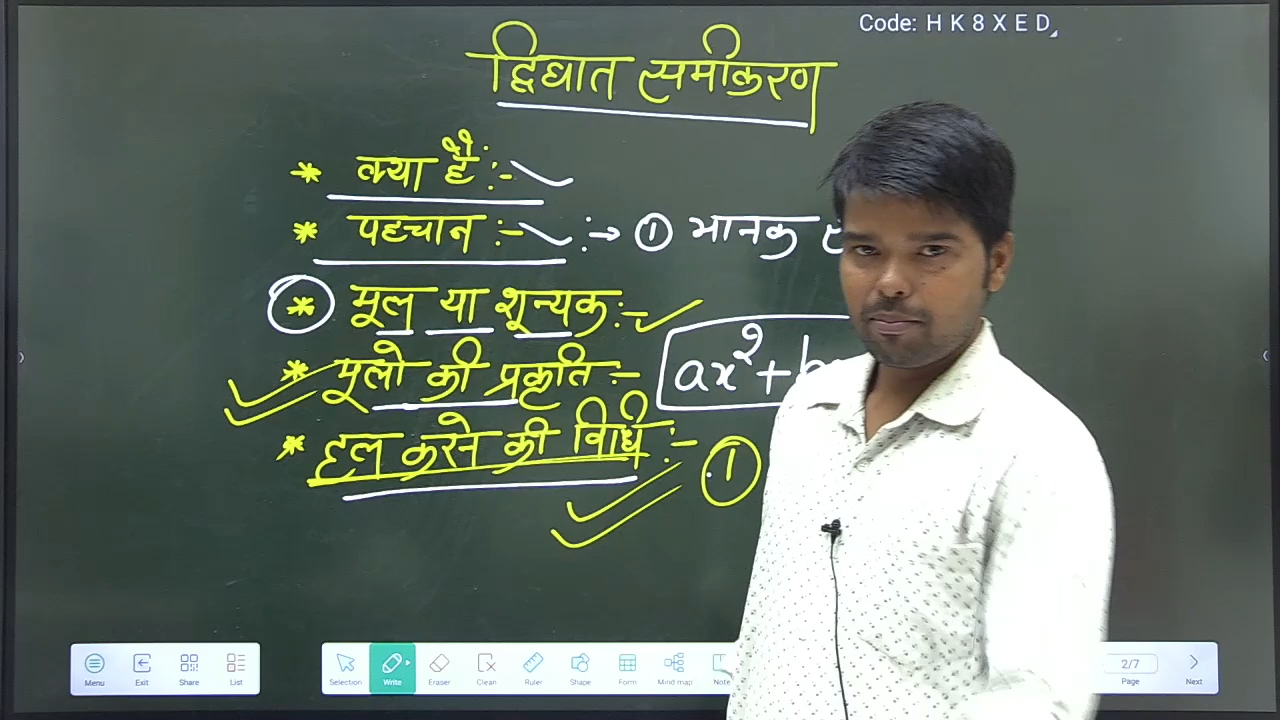 Code: H K 8 X E D
द्विघात समीकरण
* क्या है :-
* पहचान :- :→ ① मानक
* मूल या शून्यक :-
* मूलो की प्रकृति :- ax²+
* हल करने की विधि :- ①
Menu Exit Share List Selection Write Eraser Clean Ruler Shape Form Mind map 2/7 Page Next